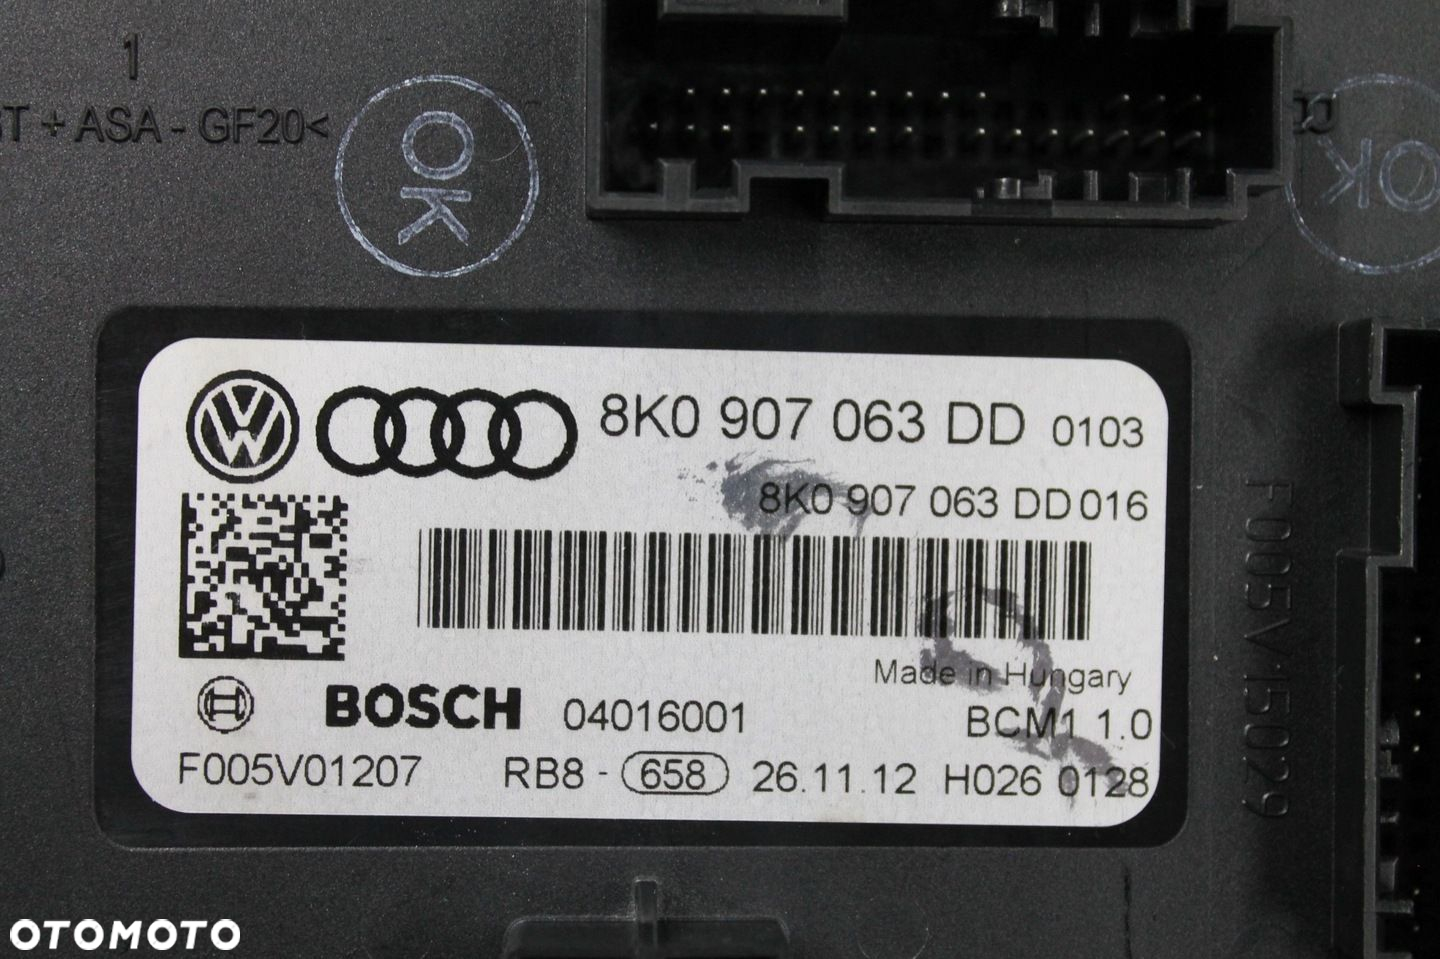 1
T + ASA - GF20<
OK
OK
8K0 907 063 DD 0103
8K0 907 063 DD 016
Made in Hungary
BOSCH 04016001 BCM1 1.0
F005V01207 RB8 - 658 26.11.12 H026 0128
F005V15029
OTOMOTO